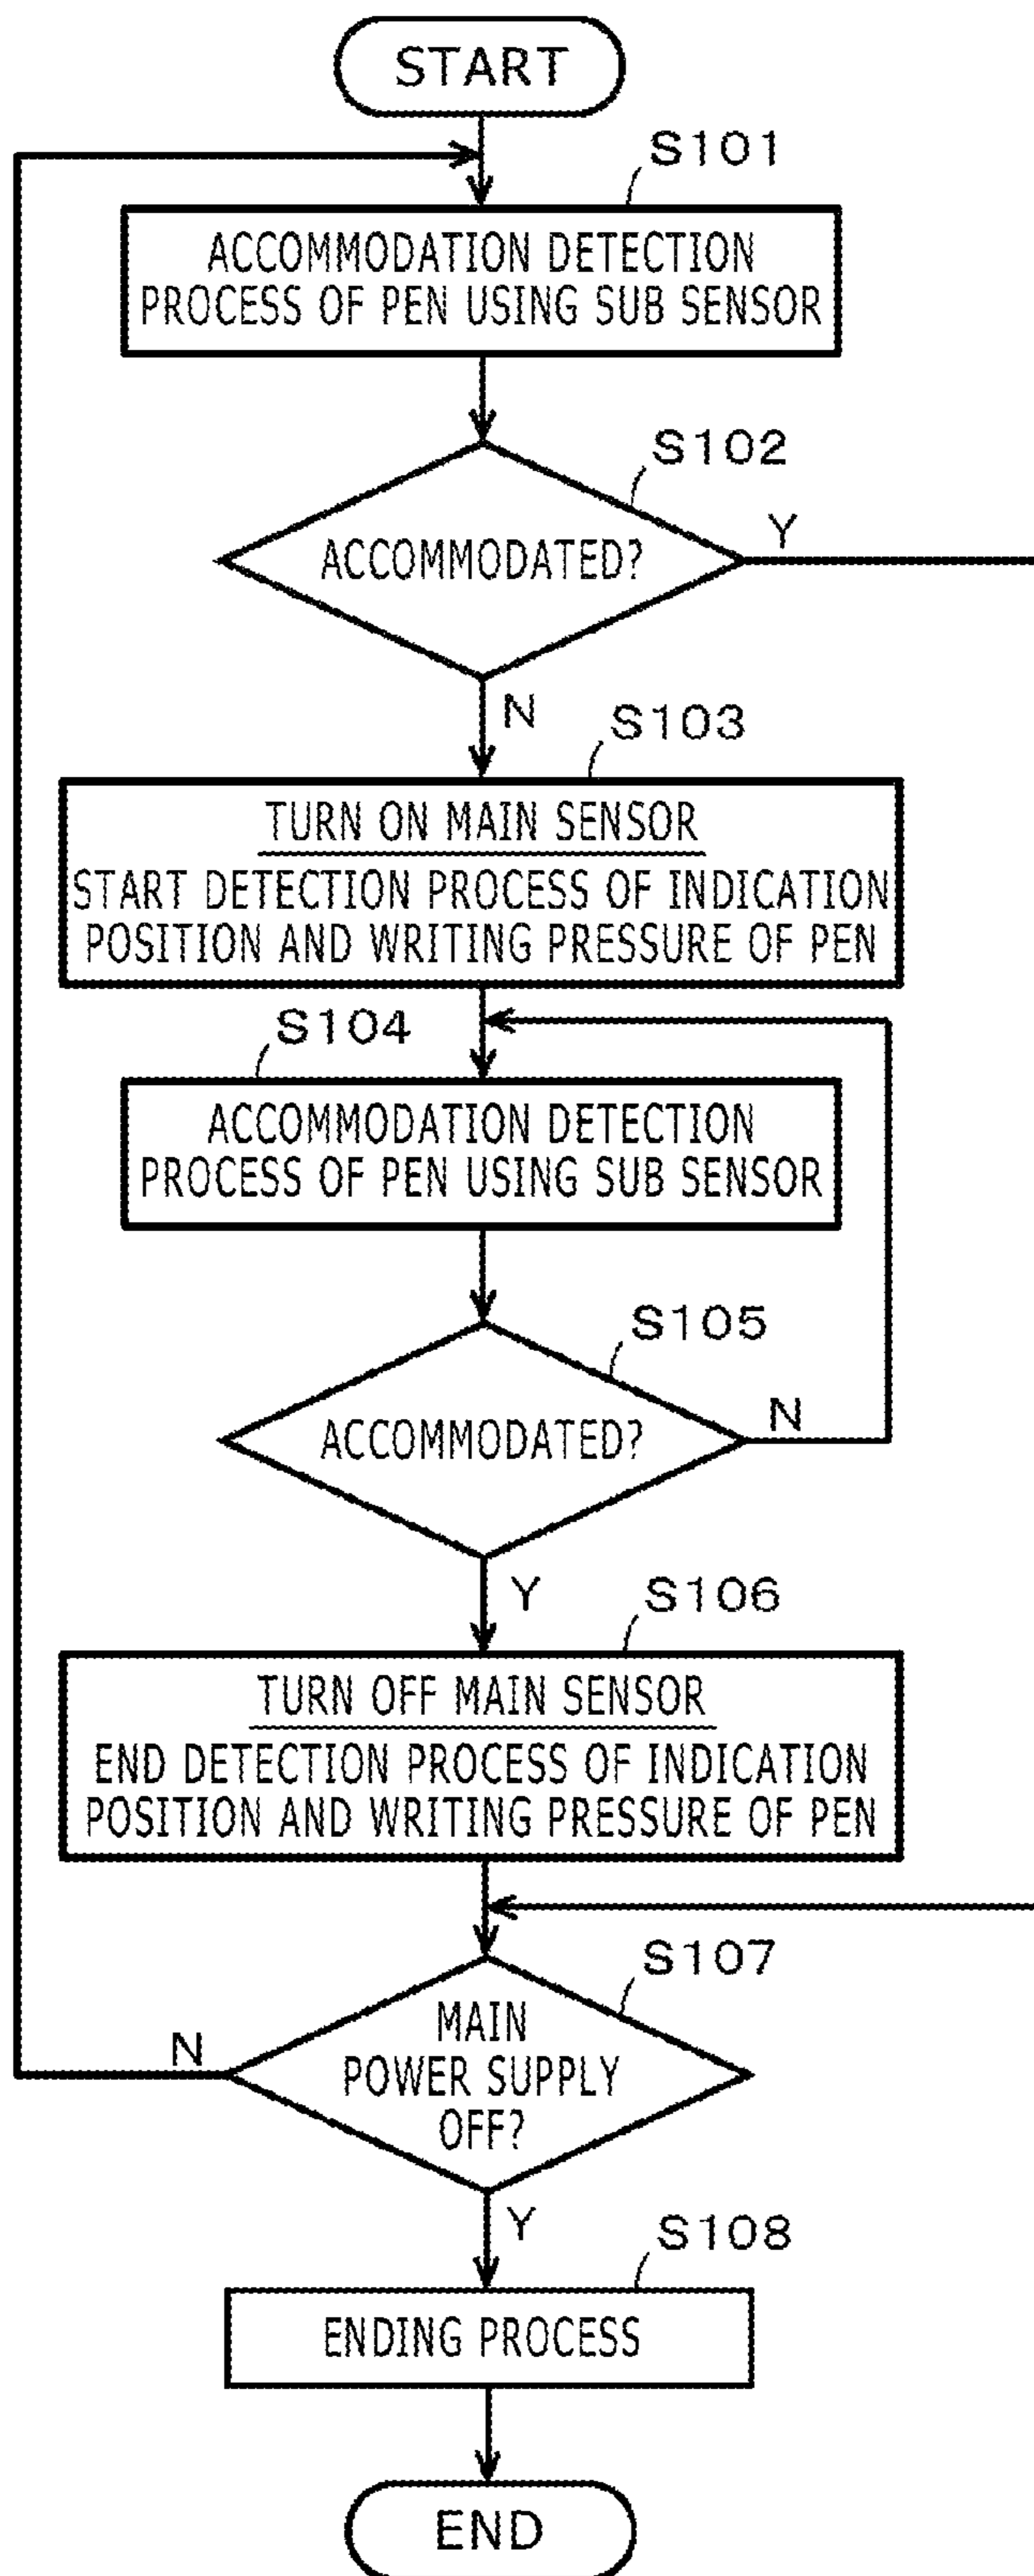 START
S101
ACCOMMODATION DETECTION
PROCESS OF PEN USING SUB SENSOR
S102
ACCOMMODATED?
Y
N
S103
TURN ON MAIN SENSOR
START DETECTION PROCESS OF INDICATION
POSITION AND WRITING PRESSURE OF PEN
S104
ACCOMMODATION DETECTION
PROCESS OF PEN USING SUB SENSOR
S105
ACCOMMODATED?
N
Y
S106
TURN OFF MAIN SENSOR
END DETECTION PROCESS OF INDICATION
POSITION AND WRITING PRESSURE OF PEN
S107
MAIN
POWER SUPPLY
OFF?
N
Y
S108
ENDING PROCESS
END